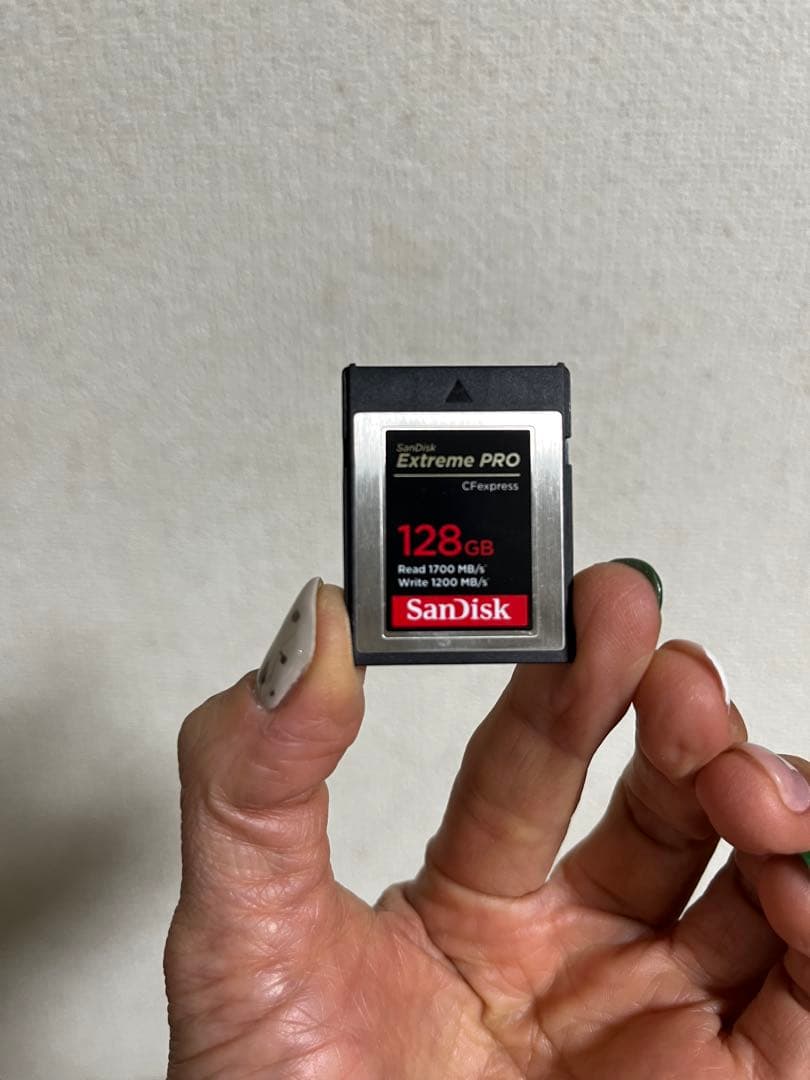 SanDisk
Extreme PRO
CFexpress
128GB
Read 1700 MB/s
Write 1200 MB/s
SanDisk